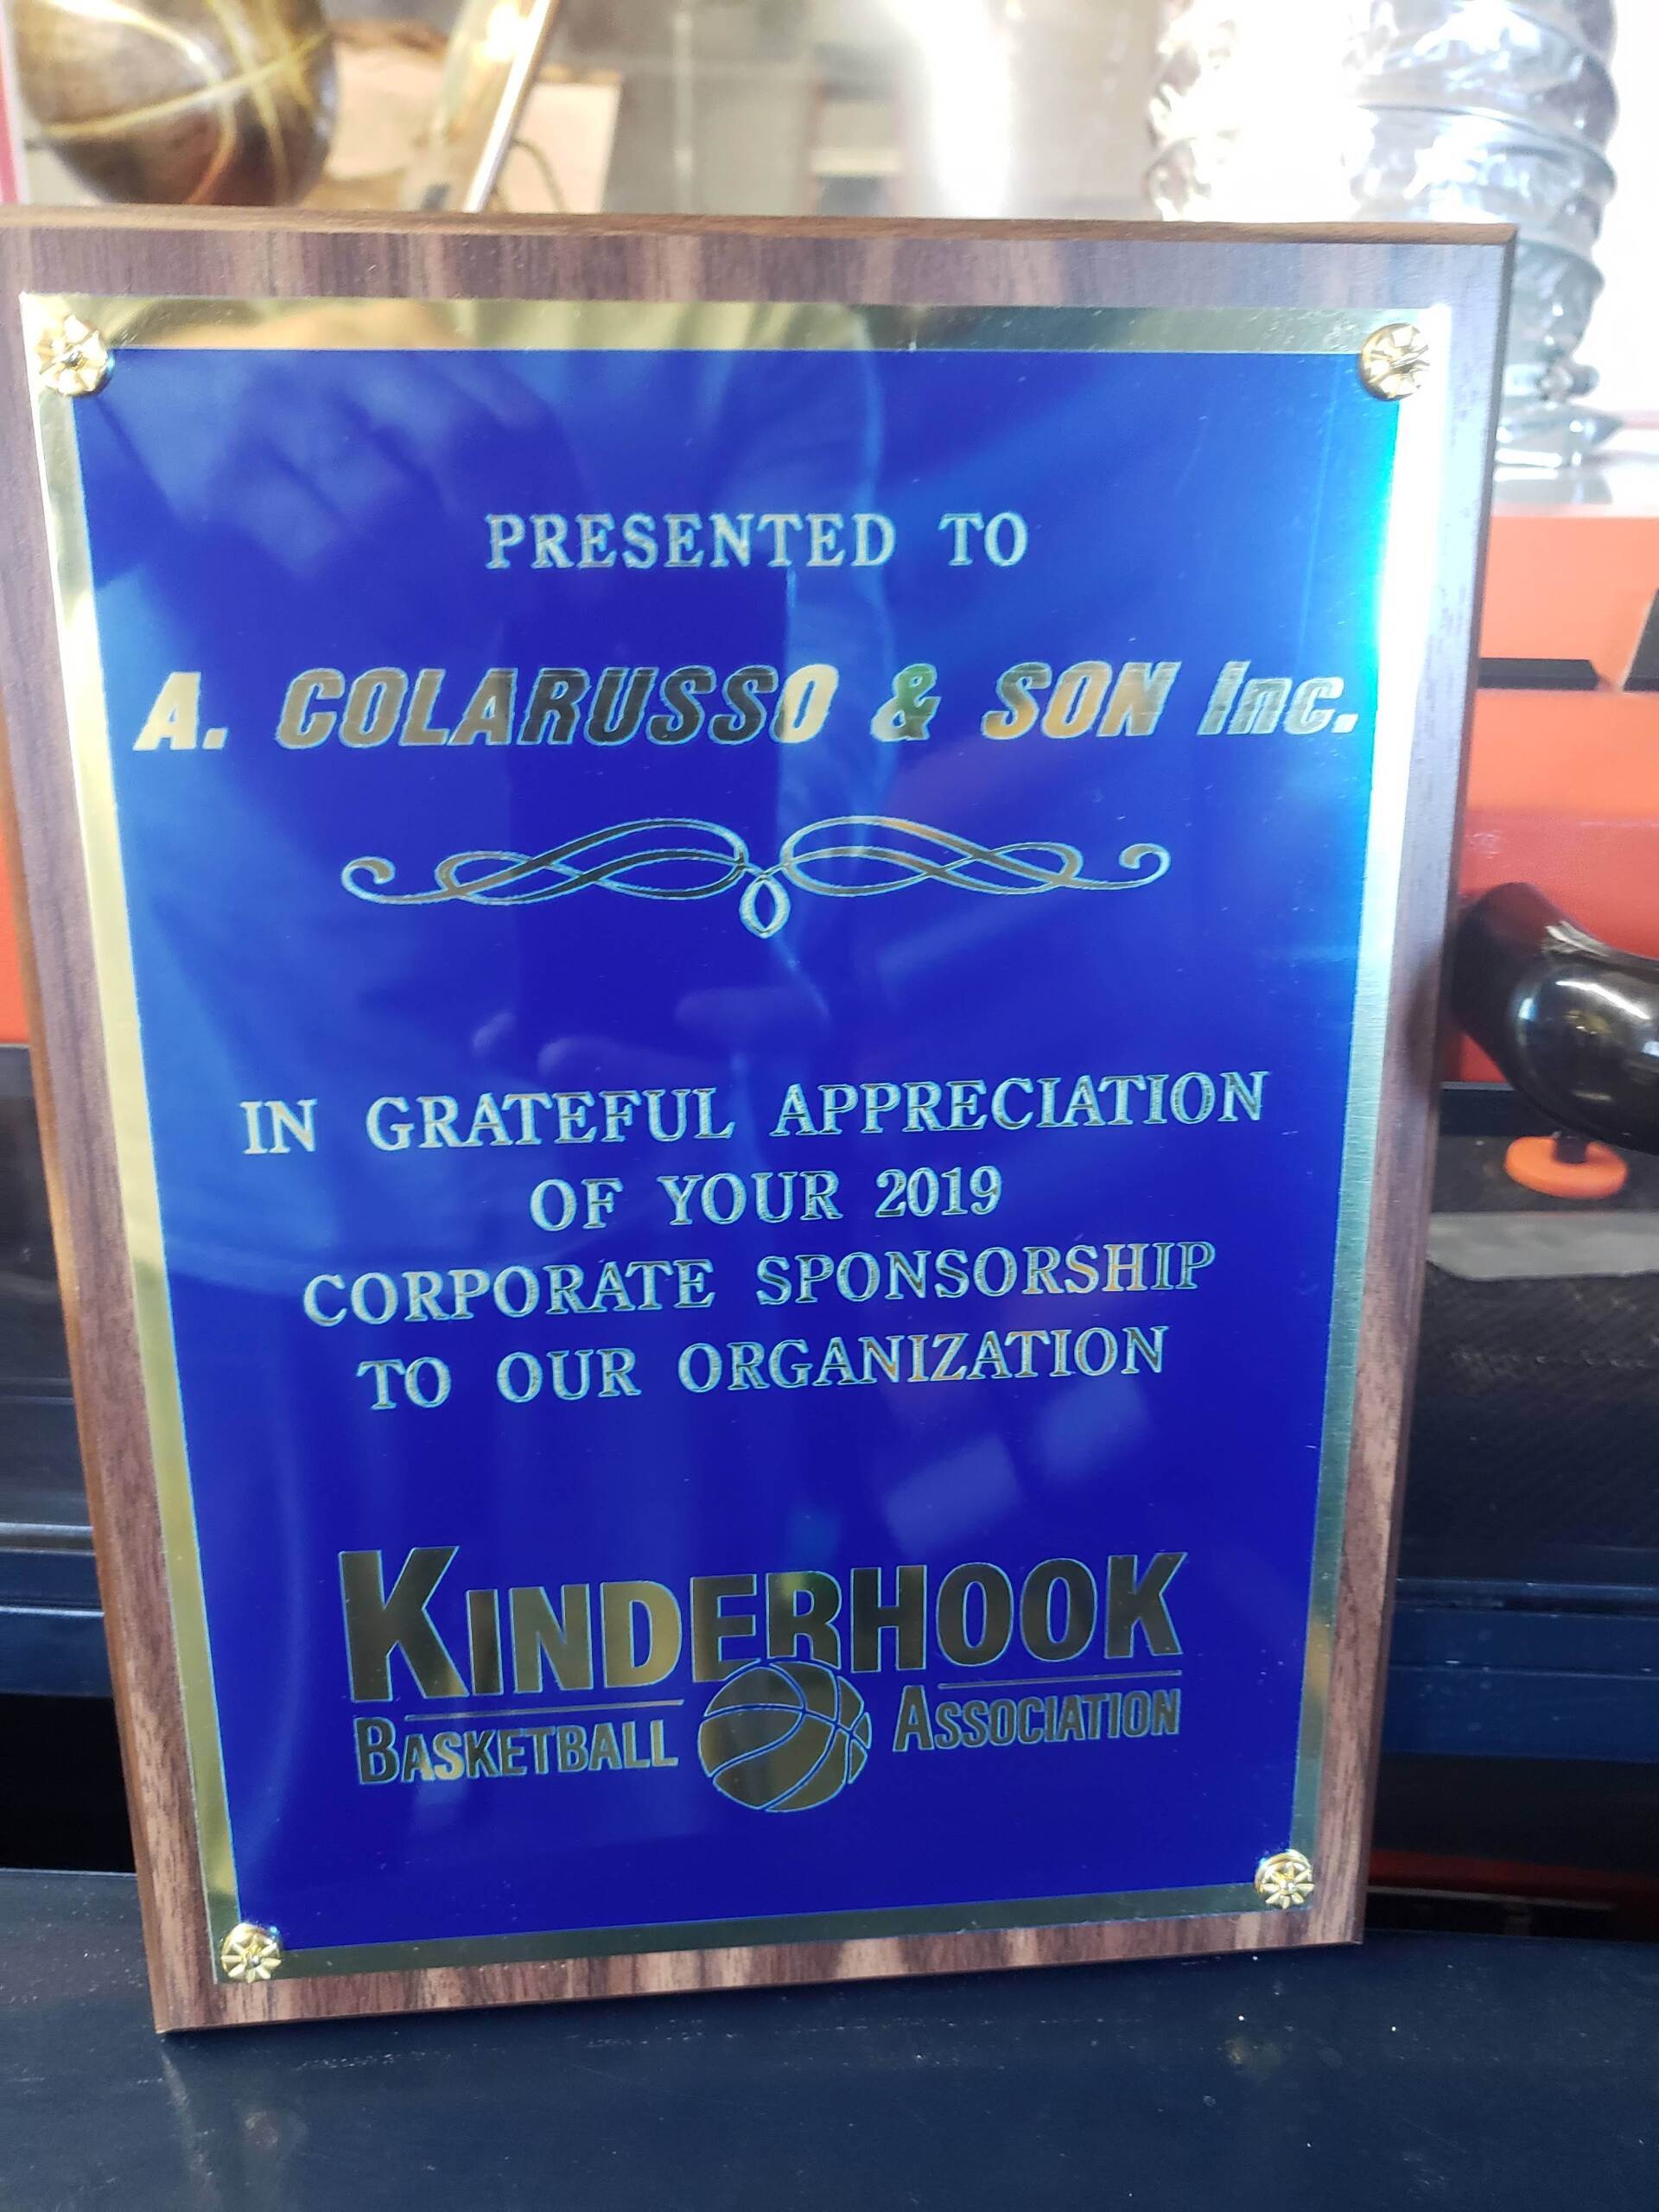 PRESENTED TO
A. COLARUSSO & SON Inc.
IN GRATEFUL APPRECIATION
OF YOUR 2019
CORPORATE SPONSORSHIP
TO OUR ORGANIZATION
KINDERHOOK
BASKETBALL ASSOCIATION